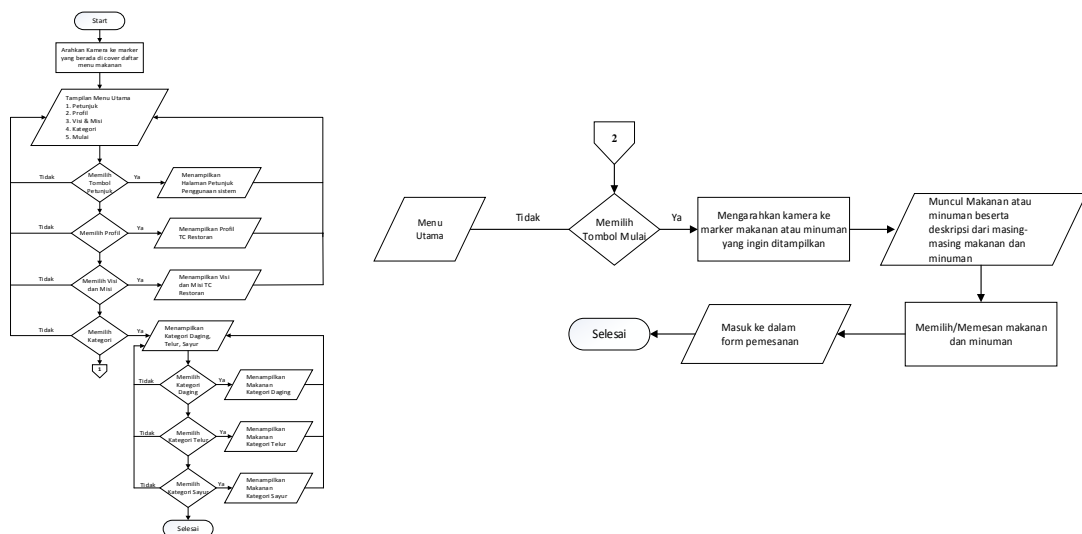 Start
Arahkan Kamera ke marker
yang berada di cover daftar
menu makanan
Tampilan Menu Utama
1. Petunjuk
2. Profil
3. Visi & Misi
4. Kategori
5. Mulai
Tidak
Memilih
Tombol
Petunjuk
Ya
Menampilkan
Halaman Petunjuk
Penggunaan sistem
Tidak
Memilih Profil
Ya
Menampilkan Profil
TC Restoran
Tidak
Memilih Visi
dan Misi
Ya
Menampilkan Visi
dan Misi TC
Restoran
Tidak
Memilih
Kategori
Ya
Menampilkan
Kategori Daging,
Telur, Sayur
1
Tidak
Memilih
Kategori
Daging
Ya
Menampilkan
Makanan
Kategori Daging
Tidak
Memilih
Kategori Telur
Ya
Menampilkan
Makanan
Kategori Telur
Tidak
Memilih
Kategori Sayur
Ya
Menampilkan
Makanan
Kategori Sayur
Selesai
2
Menu
Utama
Tidak
Memilih
Tombol Mulai
Ya
Mengarahkan kamera ke
marker makanan atau minuman
yang ingin ditampilkan
Muncul Makanan atau
minuman beserta
deskripsi dari masing-
masing makanan dan
minuman
Memilih/Memesan makanan
dan minuman
Masuk ke dalam
form pemesanan
Selesai